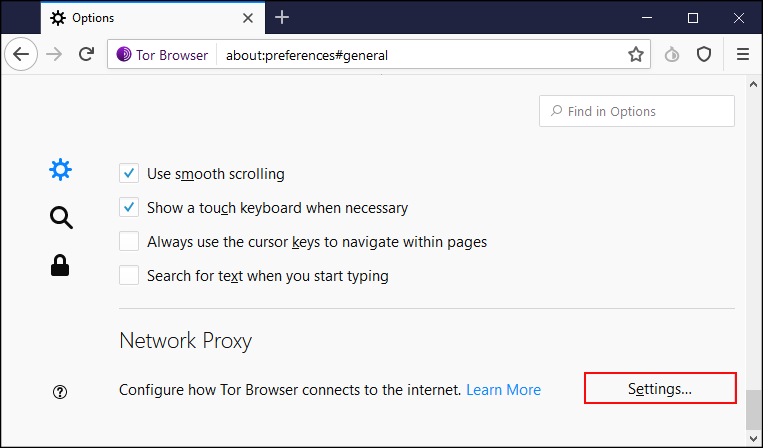 Options
Tor Browser about:preferences#general
Find in Options
Use smooth scrolling
Show a touch keyboard when necessary
Always use the cursor keys to navigate within pages
Search for text when you start typing
Network Proxy
Configure how Tor Browser connects to the internet. Learn More Settings...